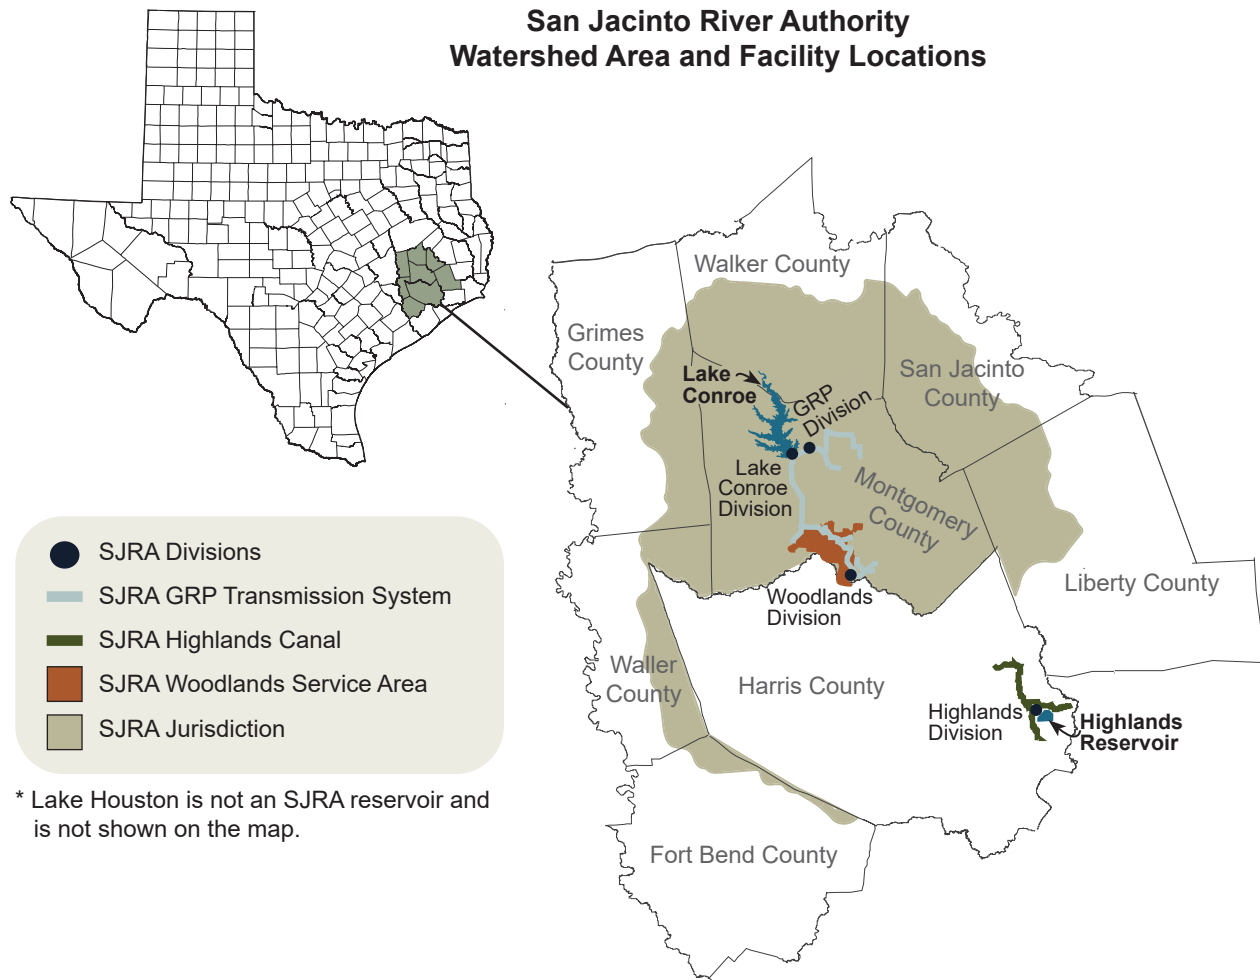 San Jacinto River Authority
Watershed Area and Facility Locations
Walker County
Grimes
County
San Jacinto
County
Lake
Conroe
GRP
Division
Lake
Conroe
Division
Montgomery
County
Woodlands
Division
Liberty County
Waller
County
Harris County
Highlands
Division
Highlands
Reservoir
Fort Bend County
SJRA Divisions
SJRA GRP Transmission System
SJRA Highlands Canal
SJRA Woodlands Service Area
SJRA Jurisdiction
* Lake Houston is not an SJRA reservoir and
is not shown on the map.